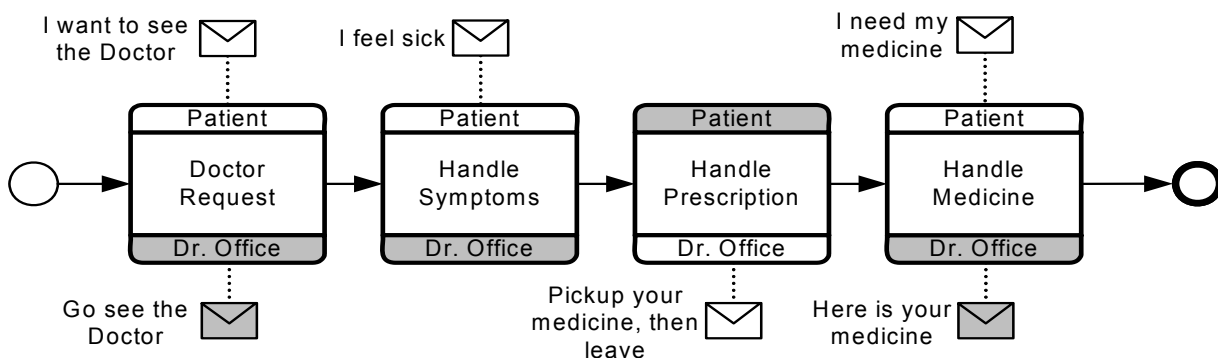 I want to see
the Doctor
I feel sick
I need my
medicine
Patient
Doctor
Request
Dr. Office
Patient
Handle
Symptoms
Dr. Office
Patient
Handle
Prescription
Dr. Office
Patient
Handle
Medicine
Dr. Office
Go see the
Doctor
Pickup your
medicine, then
leave
Here is your
medicine